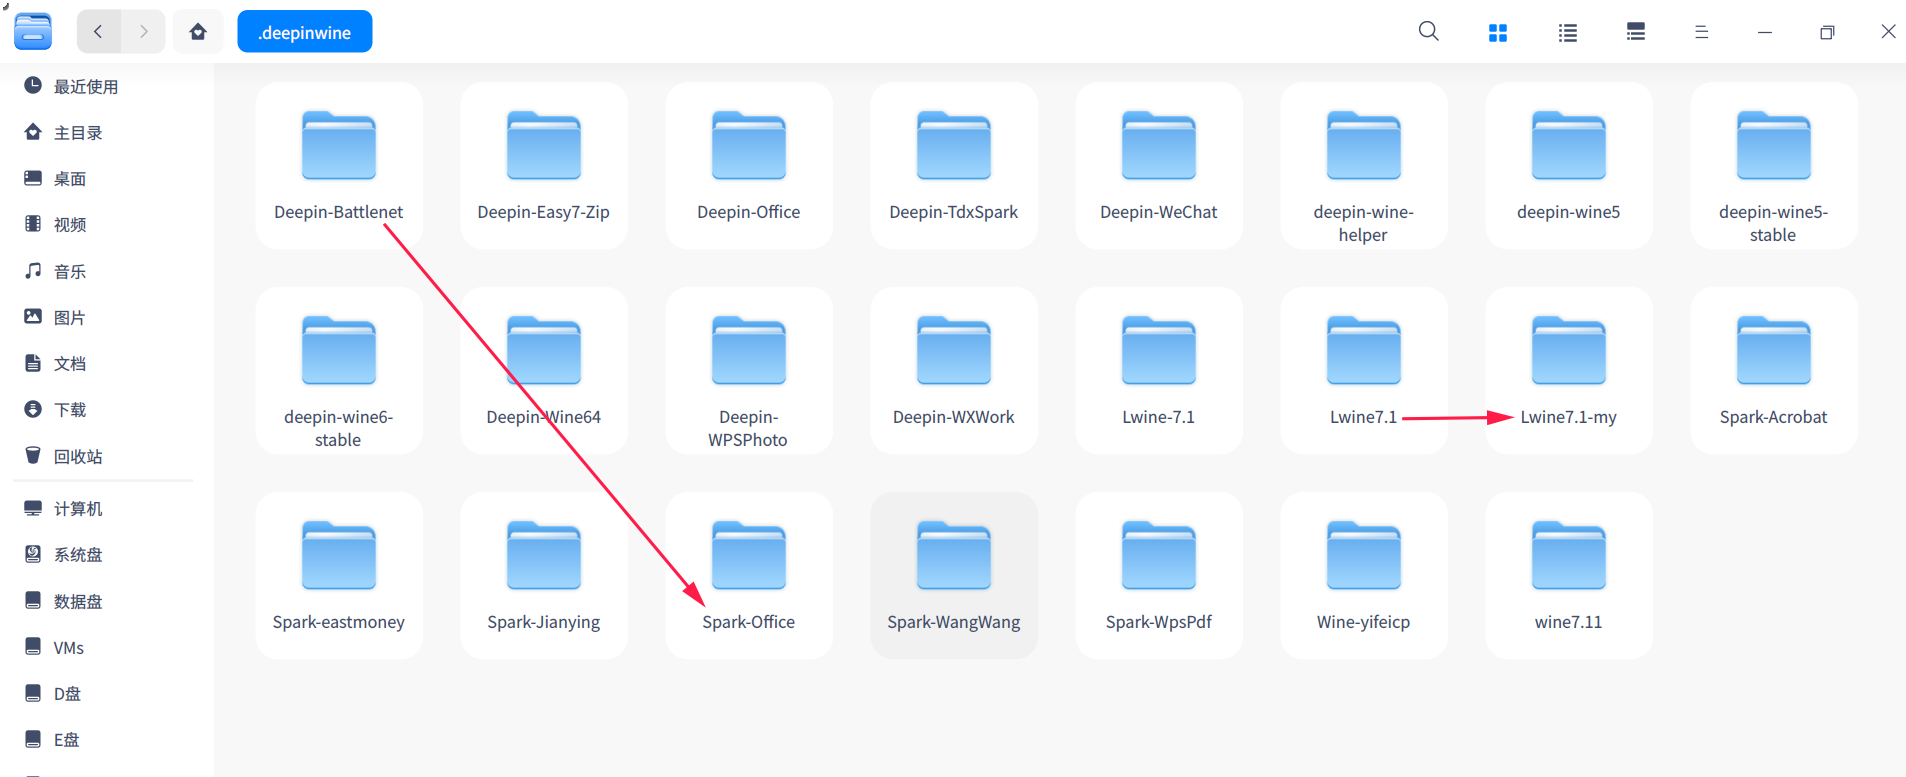 .deepinwine
最近使用
主目录
桌面
视频
音乐
图片
文档
下载
回收站
计算机
系统盘
数据盘
VMs
D盘
E盘
Deepin-Battlenet
Deepin-Easy7-Zip
Deepin-Office
Deepin-TdxSpark
Deepin-WeChat
deepin-wine-
helper
deepin-wine5
deepin-wine5-
stable
deepin-wine6-
stable
Deepin-Wine64
Deepin-
WPSPhoto
Deepin-WXWork
Lwine-7.1
Lwine7.1
Lwine7.1-my
Spark-Acrobat
Spark-eastmoney
Spark-Jianying
Spark-Office
Spark-WangWang
Spark-WpsPdf
Wine-yifeicp
wine7.11